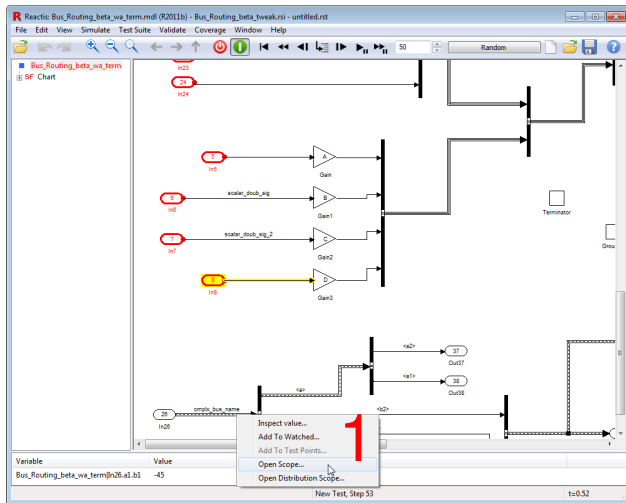 Reactis: Bus_Routing_beta_wa_term.mdl (R2011b) - Bus_Routing_beta_tweak.rsi - untitled.rst
File Edit View Simulate Test Suite Validate Coverage Window Help
50 Random
Bus_Routing_beta_wa_term
SF Chart
In23
24
In24
5
A
In5
Gain
6
scalar_doub_sig
B
In6
Gain1
7
scalar_doub_sig_2
C
In7
Gain2
8
D
In8
Gain3
Terminator
Grou
<a2>
37
Out37
<a>
<a1>
38
Out38
26
cmplx_bus_name
In26
<b2>
1
Inspect value...
Add To Watched...
Add To Test Points...
Open Scope...
Open Distribution Scope...
Variable Value
Bus_Routing_beta_wa_term|In26.a1.b1 -45
New Test, Step 53 t=0.52